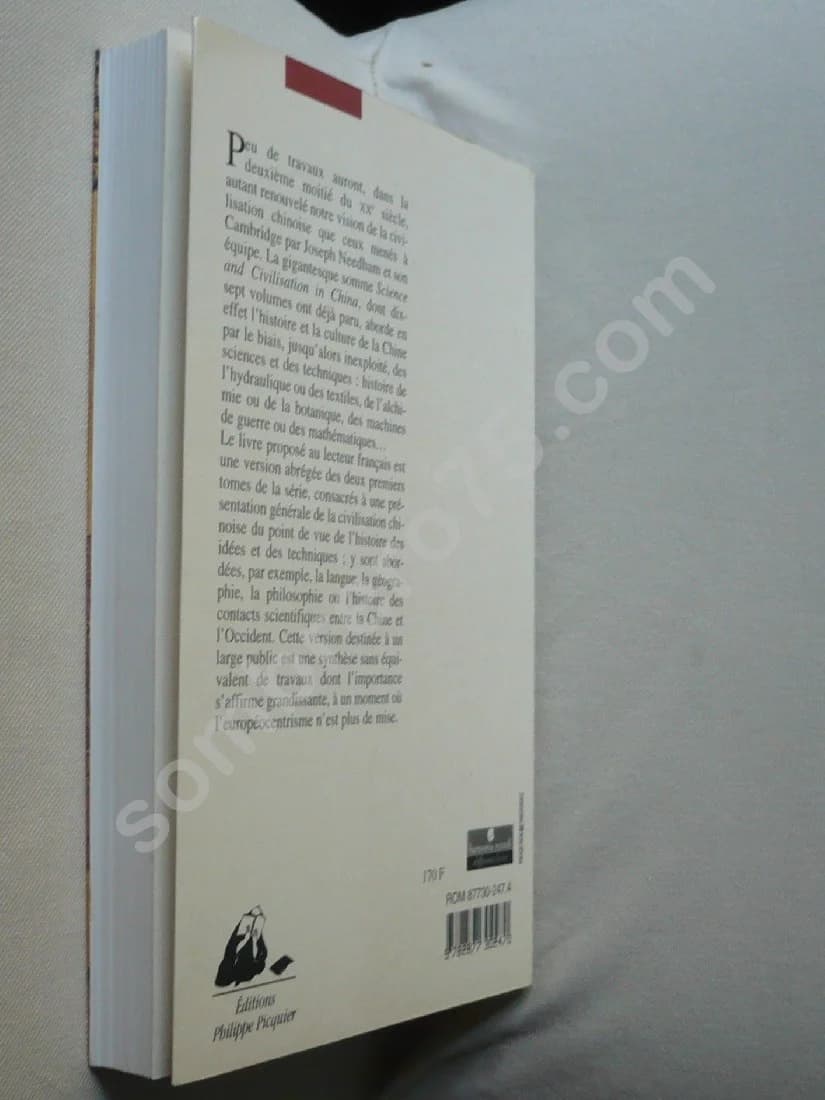 Peu de travaux auront, dans la
deuxième moitié du XXe siècle,
autant renouvelé notre vision de la civi-
lisation chinoise que ceux menés à
Cambridge par Joseph Needham et son
équipe. La gigantesque somme Science
and Civilisation in China, dont dix-
sept volumes ont déjà paru, aborde en
effet l'histoire et la culture de la Chine
par le biais, jusqu'alors inexploité, des
sciences et des techniques : histoire de
l'hydraulique ou des textiles, de l'alchi-
mie ou de la botanique, des machines
de guerre ou des mathématiques...
Le livre proposé au lecteur français est
une version abrégée des deux premiers
tomes de la série, consacrés à une pré-
sentation générale de la civilisation chi-
noise du point de vue de l'histoire des
idées et des techniques ; y sont abor-
dées, par exemple, la langue, la géogra-
phie, la philosophie ou l'histoire des
contacts scientifiques entre la Chine et
l'Occident. Cette version destinée à un
large public est une synthèse sans équi-
valent de travaux dont l'importance
s'affirme grandissante, à un moment où
l'européocentrisme n'est plus de mise.
170 F
9 782877 302470
Éditions
Philippe Picquier